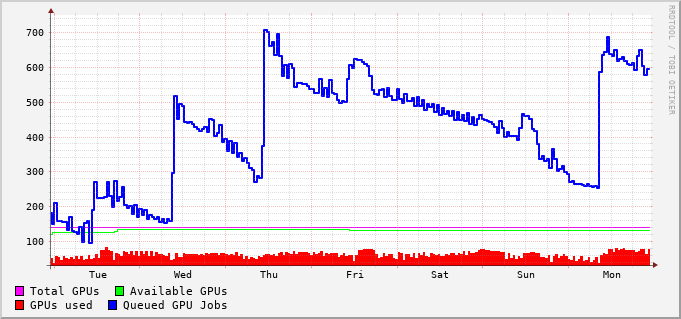 700
600
500
400
300
200
100
Tue Wed Thu Fri Sat Sun Mon
Total GPUs Available GPUs
GPUs used Queued GPU Jobs
RRDTOOL / TOBI OETIKER